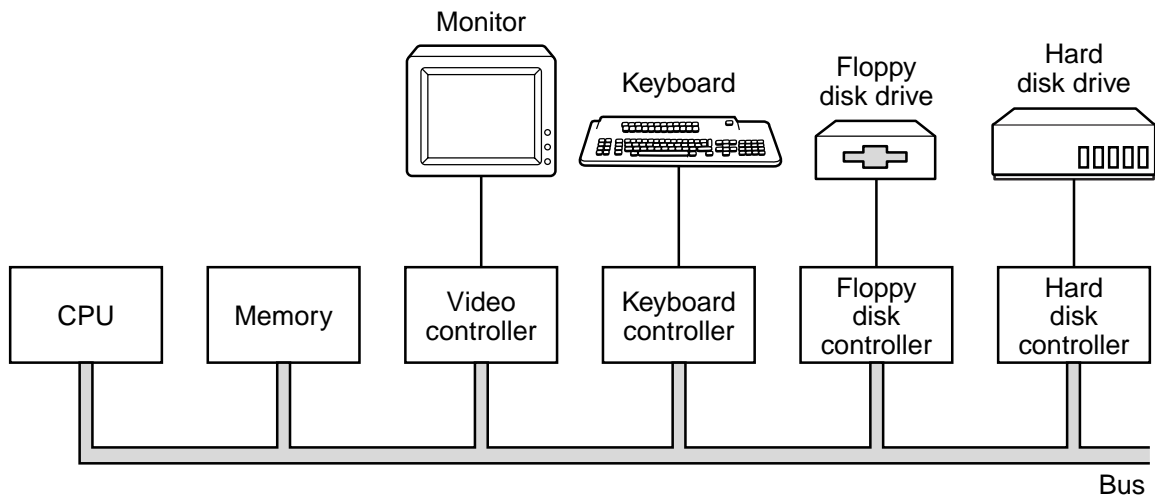 Monitor
Keyboard
Floppy
disk drive
Hard
disk drive
CPU
Memory
Video
controller
Keyboard
controller
Floppy
disk
controller
Hard
disk
controller
Bus